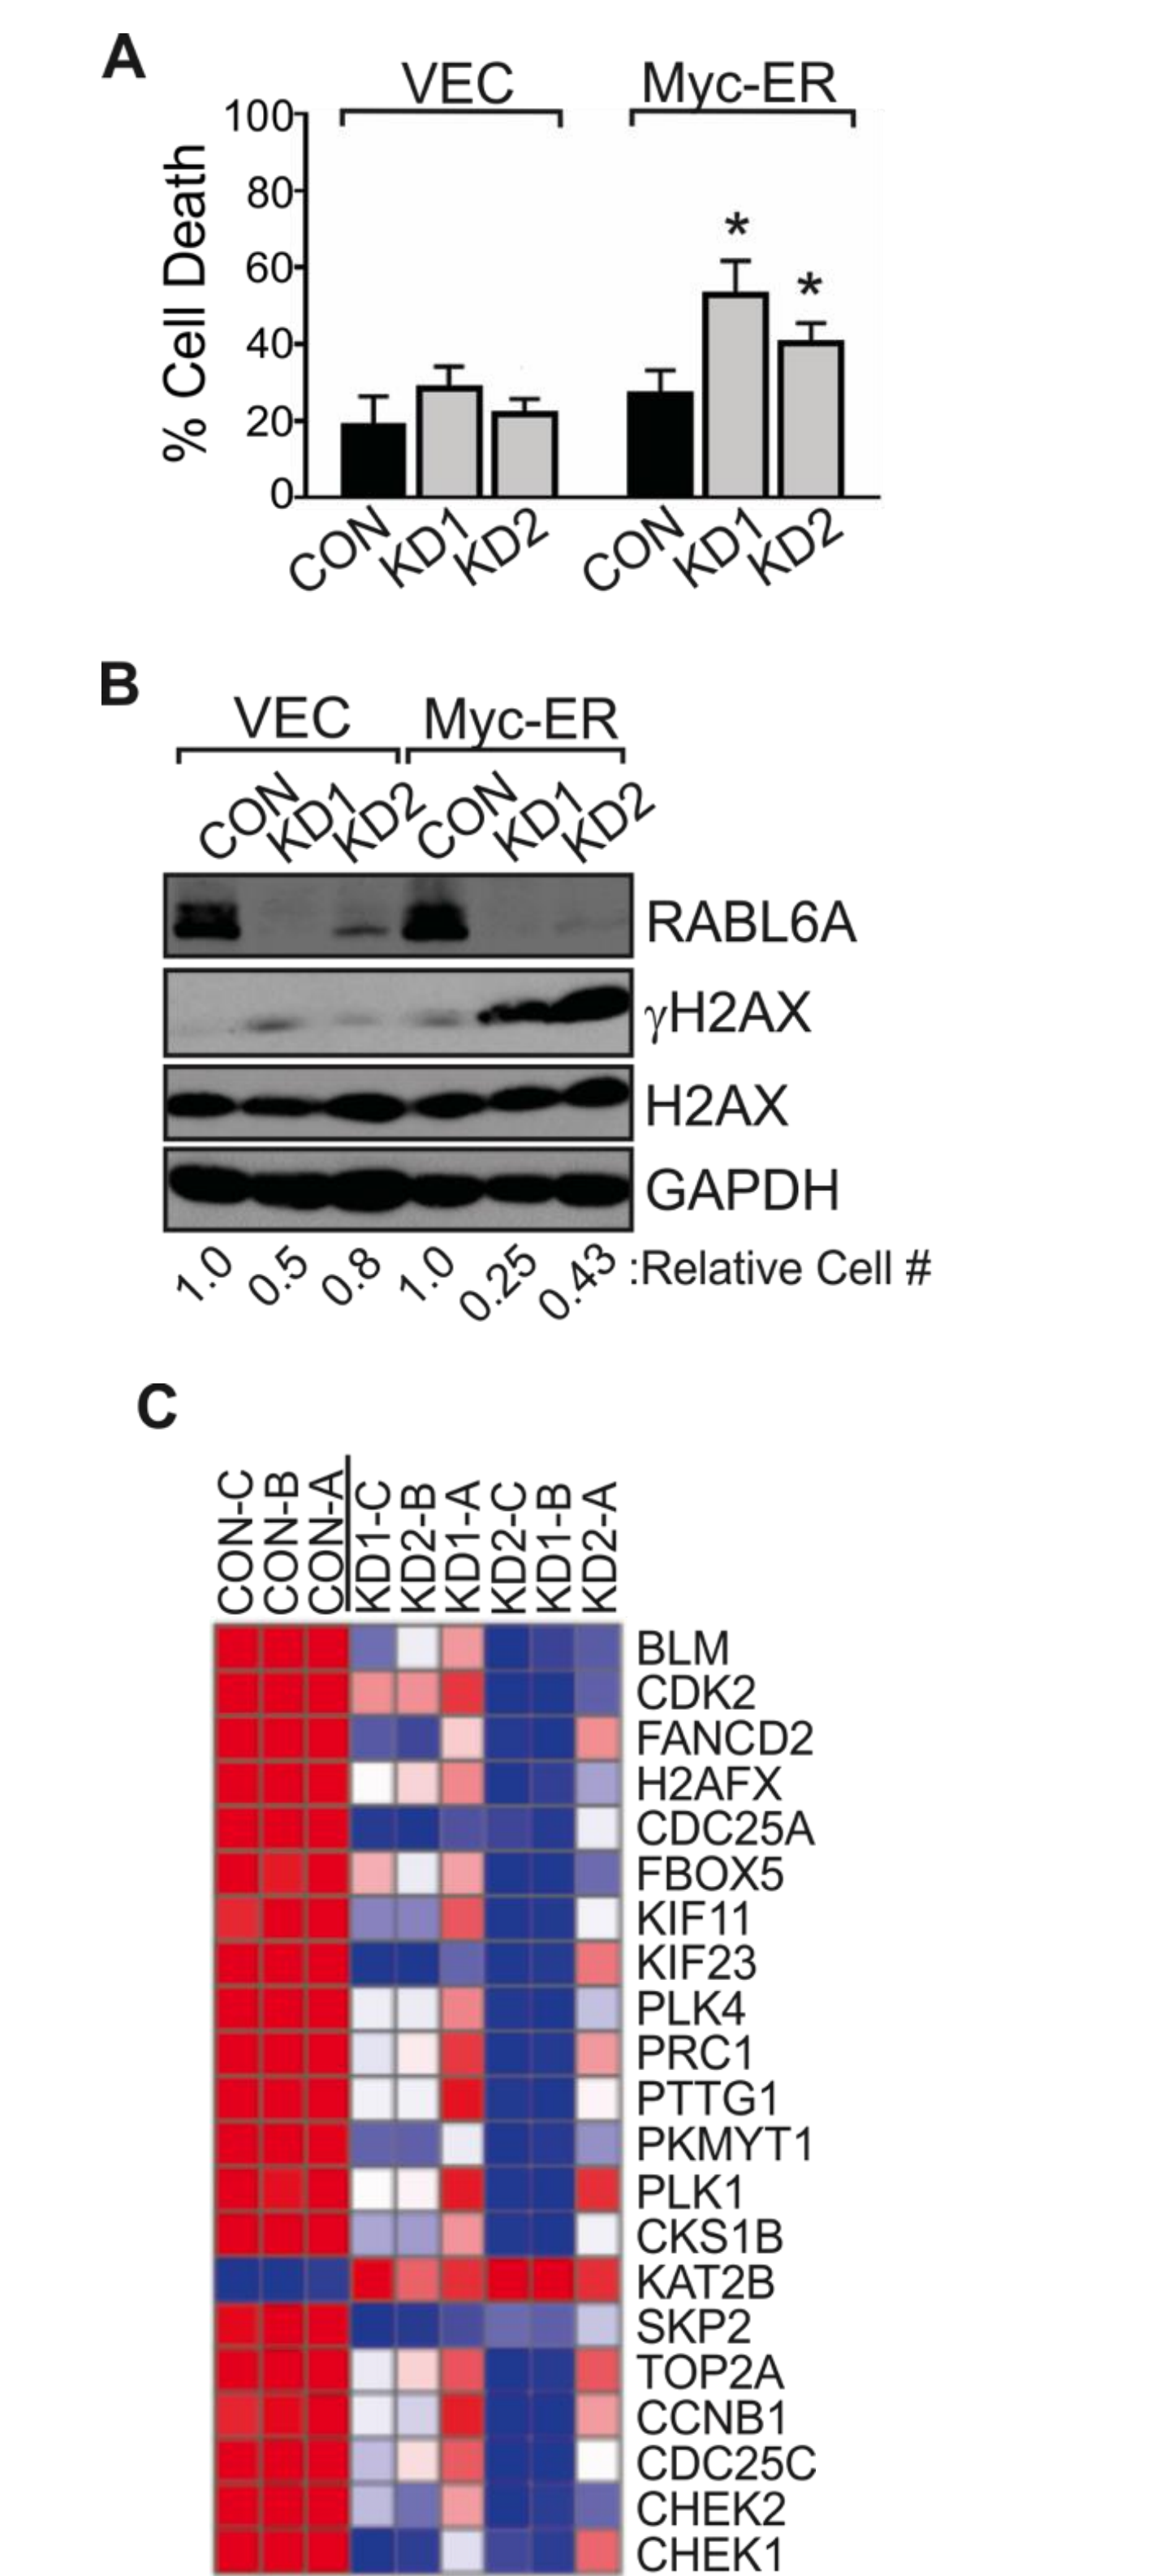 A
VEC Myc-ER
% Cell Death
100
80
60
40
20
0
* *
CON KD1 KD2 CON KD1 KD2
B
VEC Myc-ER
CON KD1 KD2 CON KD1 KD2
RABL6A
γH2AX
H2AX
GAPDH
1.0 0.5 0.8 1.0 0.25 0.43 :Relative Cell #
C
CON-C CON-B CON-A KD1-C KD2-B KD1-A KD2-C KD1-B KD2-A
BLM
CDK2
FANCD2
H2AFX
CDC25A
FBOX5
KIF11
KIF23
PLK4
PRC1
PTTG1
PKMYT1
PLK1
CKS1B
KAT2B
SKP2
TOP2A
CCNB1
CDC25C
CHEK2
CHEK1